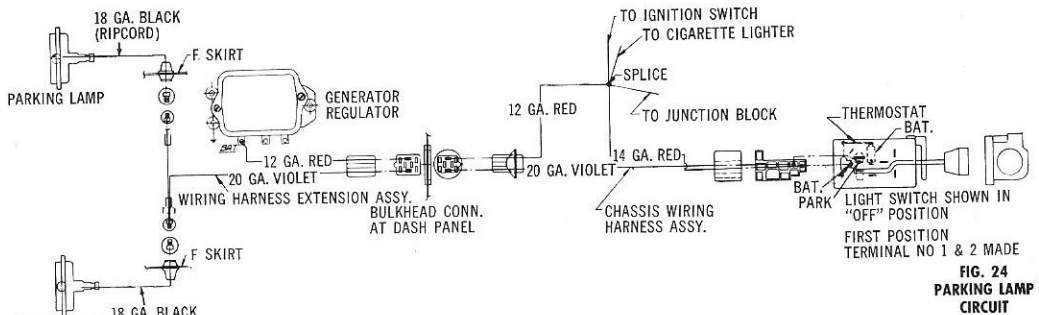 18 GA. BLACK
(RIPCORD)
F. SKIRT
PARKING LAMP
GENERATOR
REGULATOR
BAT
12 GA. RED
20 GA. VIOLET
WIRING HARNESS EXTENSION ASSY.
BULKHEAD CONN.
AT DASH PANEL
F SKIRT
18 GA. BLACK
TO IGNITION SWITCH
TO CIGARETTE LIGHTER
SPLICE
12 GA. RED
TO JUNCTION BLOCK
14 GA. RED
20 GA. VIOLET
CHASSIS WIRING
HARNESS ASSY.
THERMOSTAT
BAT.
BAT.
PARK
LIGHT SWITCH SHOWN IN
"OFF" POSITION
FIRST POSITION
TERMINAL NO 1 & 2 MADE
FIG. 24
PARKING LAMP
CIRCUIT